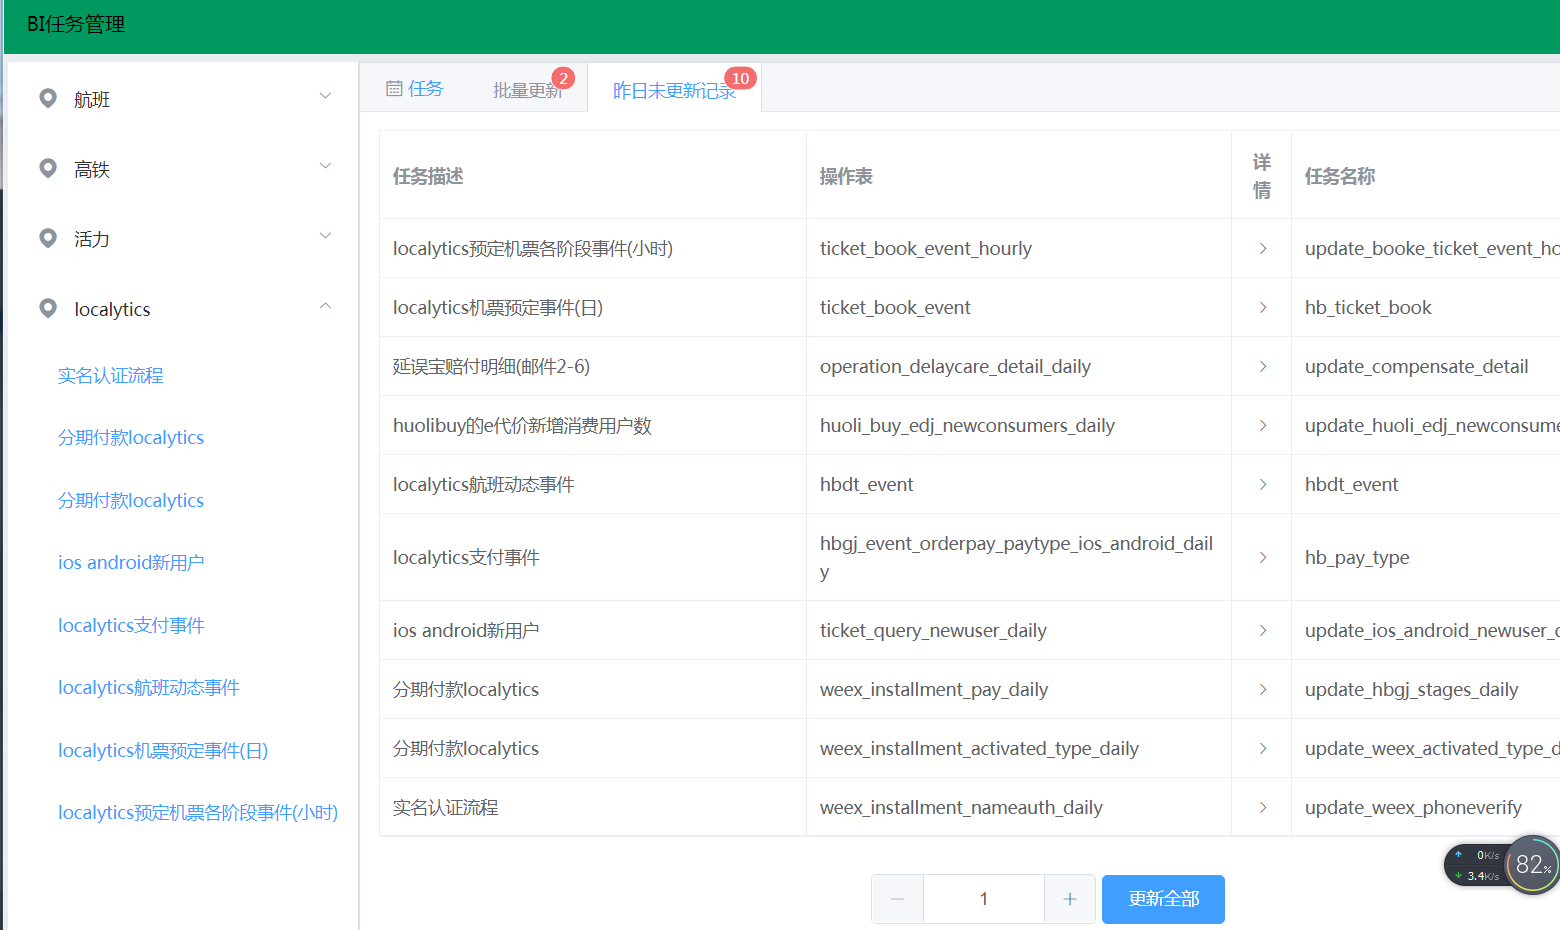 BI任务管理
航班
高铁
活力
localytics
实名认证流程
分期付款localytics
分期付款localytics
ios android新用户
localytics支付事件
localytics航班动态事件
localytics机票预定事件(日)
localytics预定机票各阶段事件(小时)
任务
批量更新 2
昨日未更新记录 10
任务描述 操作表 详情 任务名称
localytics预定机票各阶段事件(小时) ticket_book_event_hourly update_booke_ticket_event_ho
localytics机票预定事件(日) ticket_book_event hb_ticket_book
延误宝赔付明细(邮件2-6) operation_delaycare_detail_daily update_compensate_detail
huolibuy的e代价新增消费用户数 huoli_buy_edj_newconsumers_daily update_huoli_edj_newconsume
localytics航班动态事件 hbdt_event hbdt_event
localytics支付事件 hbgj_event_orderpay_paytype_ios_android_daily hb_pay_type
ios android新用户 ticket_query_newuser_daily update_ios_android_newuser_d
分期付款localytics weex_installment_pay_daily update_hbgj_stages_daily
分期付款localytics weex_installment_activated_type_daily update_weex_activated_type_d
实名认证流程 weex_installment_nameauth_daily update_weex_phoneverify
1 更新全部
0K/s
3.4K/s
82%